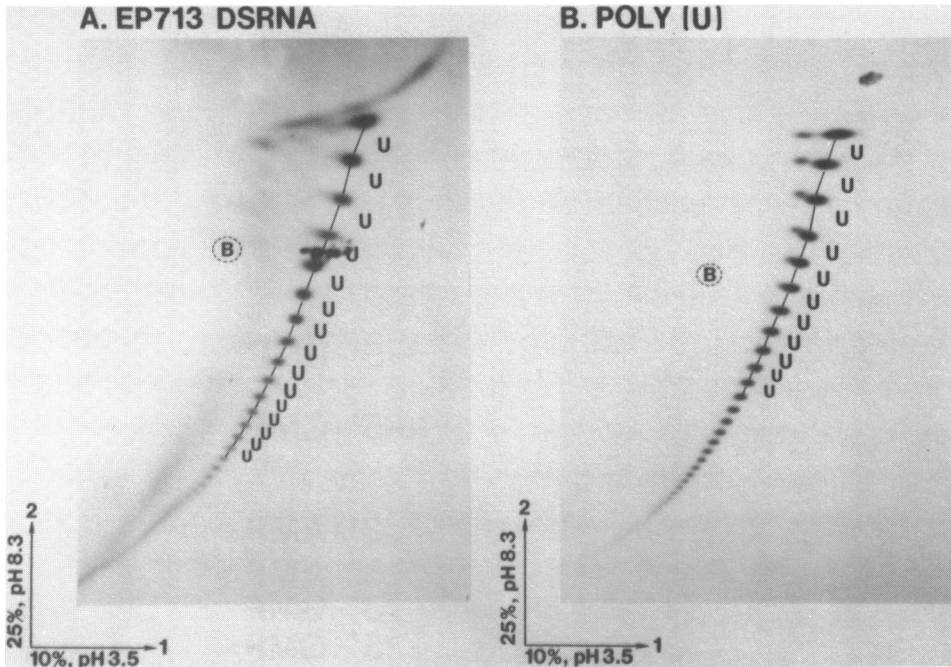 A. EP713 DSRNA
U
U
U
B
U
U
U
U
U
U
U
U
U
U
U
U
2
25%, pH 8.3
10%, pH 3.5
1
B. POLY (U)
U
U
U
U
B
U
U
U
U
U
U
U
2
25%, pH 8.3
10%, pH 3.5
1